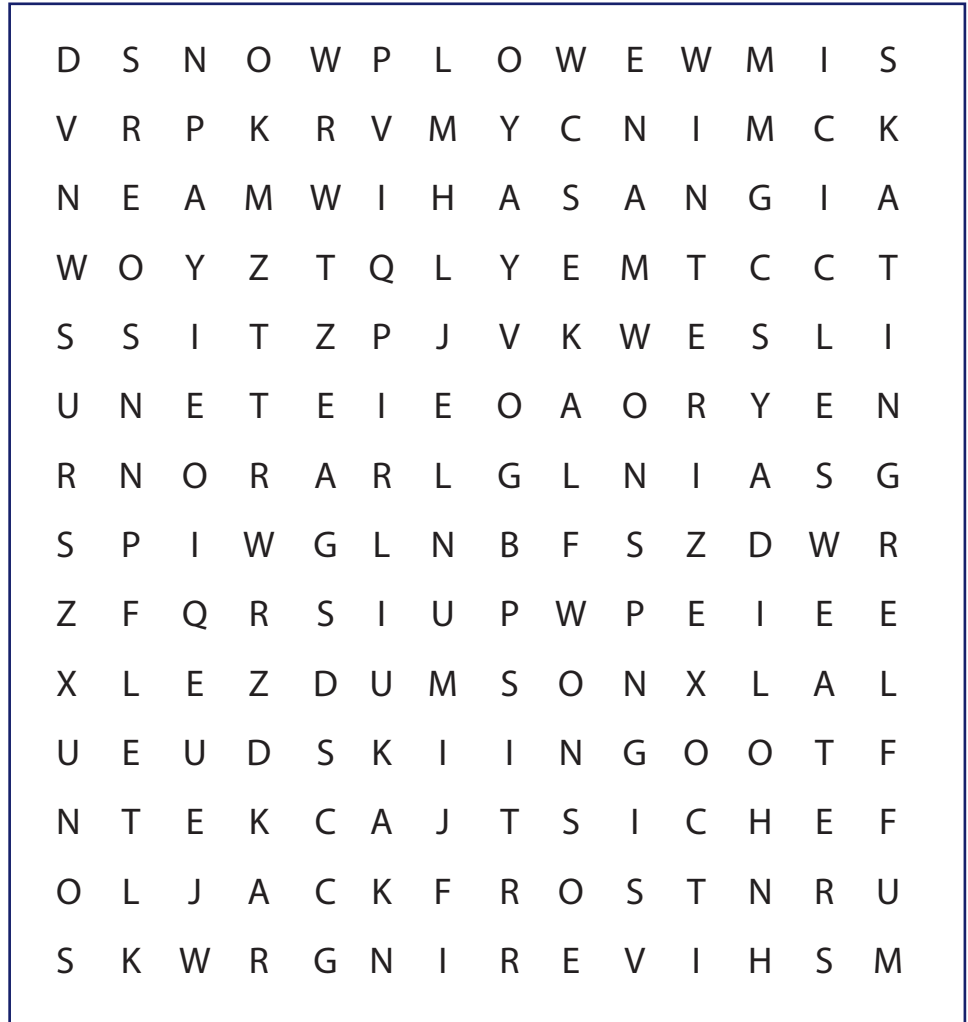 D S N O W P L O W E W M I S
V R P K R V M Y C N I M C K
N E A M W I H A S A N G I A
W O Y Z T Q L Y E M T C C T
S S I T Z P J V K W E S L I
U N E T E I E O A O R Y E N
R N O R A R L G L N I A S G
S P I W G L N B F S Z D W R
Z F Q R S I U P W P E I E E
X L E Z D U M S O N X L A L
U E U D S K I I N G O O T F
N T E K C A J T S I C H E F
O L J A C K F R O S T N R U
S K W R G N I R E V I H S M